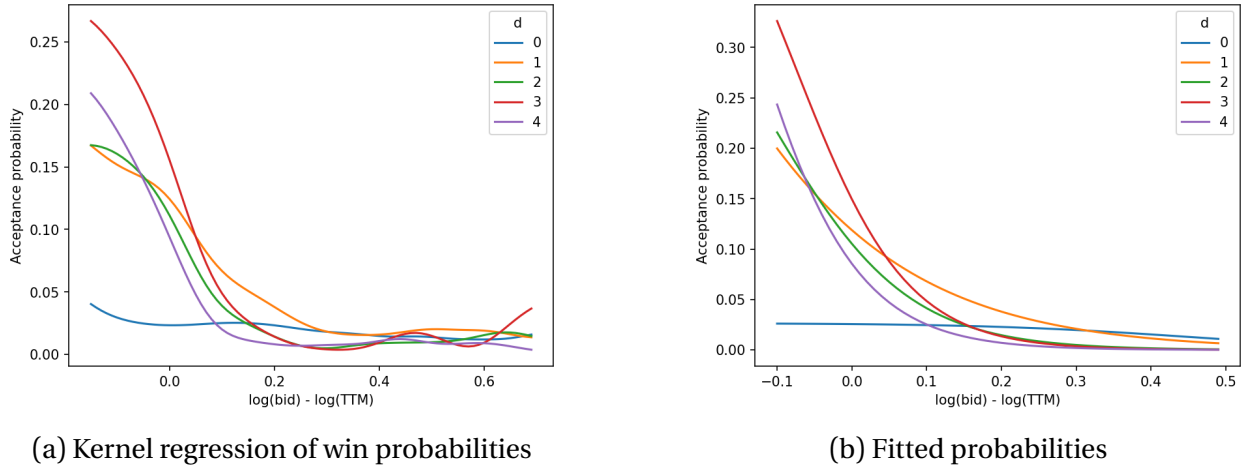 0.25
0.20
0.15
0.10
0.05
0.00
Acceptance probability
d
0
1
2
3
4
0.0 0.2 0.4 0.6
log(bid) - log(TTM)
(a) Kernel regression of win probabilities
0.30
0.25
0.20
0.15
0.10
0.05
0.00
Acceptance probability
d
0
1
2
3
4
−0.1 0.0 0.1 0.2 0.3 0.4 0.5
log(bid) - log(TTM)
(b) Fitted probabilities